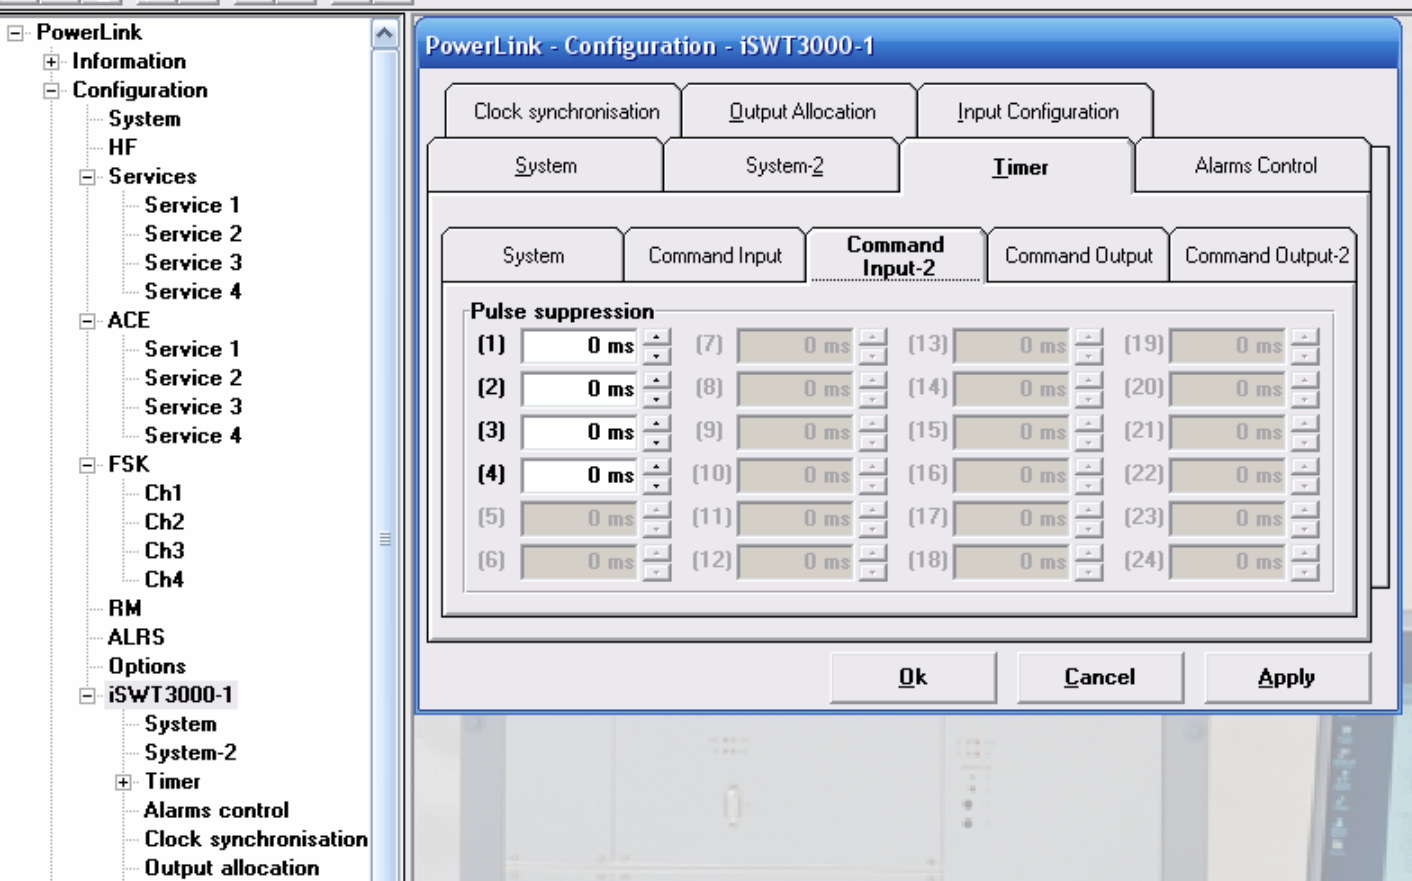 PowerLink
Information
Configuration
System
HF
Services
Service 1
Service 2
Service 3
Service 4
ACE
Service 1
Service 2
Service 3
Service 4
FSK
Ch1
Ch2
Ch3
Ch4
RM
ALRS
Options
iSWT3000-1
System
System-2
Timer
Alarms control
Clock synchronisation
Output allocation
PowerLink - Configuration - iSWT3000-1
Clock synchronisation Output Allocation Input Configuration
System System-2 Timer Alarms Control
System Command Input Command Input-2 Command Output Command Output-2
Pulse suppression
(1) 0 ms (7) 0 ms (13) 0 ms (19) 0 ms
(2) 0 ms (8) 0 ms (14) 0 ms (20) 0 ms
(3) 0 ms (9) 0 ms (15) 0 ms (21) 0 ms
(4) 0 ms (10) 0 ms (16) 0 ms (22) 0 ms
(5) 0 ms (11) 0 ms (17) 0 ms (23) 0 ms
(6) 0 ms (12) 0 ms (18) 0 ms (24) 0 ms
Ok Cancel Apply